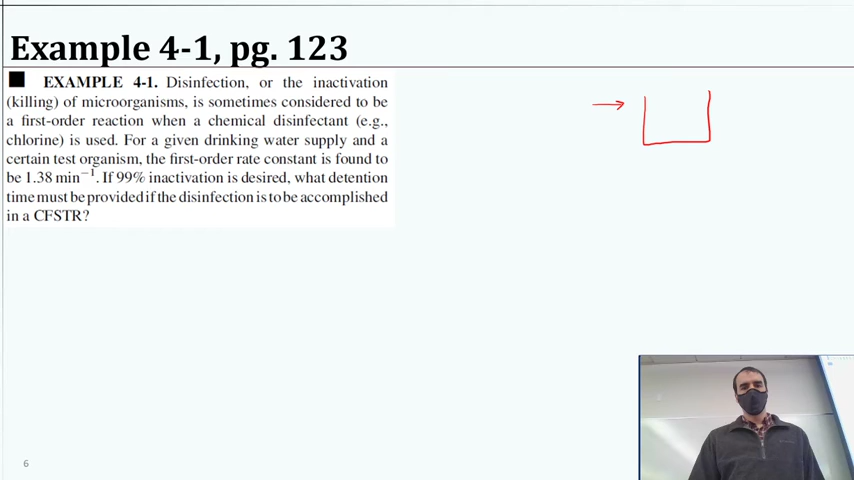 Example 4-1, pg. 123
EXAMPLE 4-1. Disinfection, or the inactivation
(killing) of microorganisms, is sometimes considered to be
a first-order reaction when a chemical disinfectant (e.g.,
chlorine) is used. For a given drinking water supply and a
certain test organism, the first-order rate constant is found to
be 1.38 min⁻¹. If 99% inactivation is desired, what detention
time must be provided if the disinfection is to be accomplished
in a CFSTR?
6